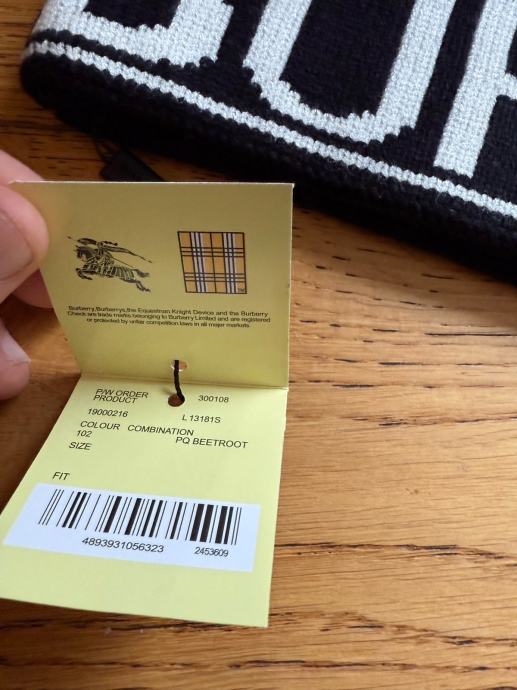 BUR
Burberry,Burberrys,the Equestrian Knight Device and the Burberry
Check are trade marks belonging to Burberry Limited and are registered
or protected by unfair competition laws in all major markets.
P/W ORDER 300108
PRODUCT
19000216 L 13181S
COLOUR COMBINATION
102 PQ BEETROOT
SIZE
FIT
4893931056323 2453609